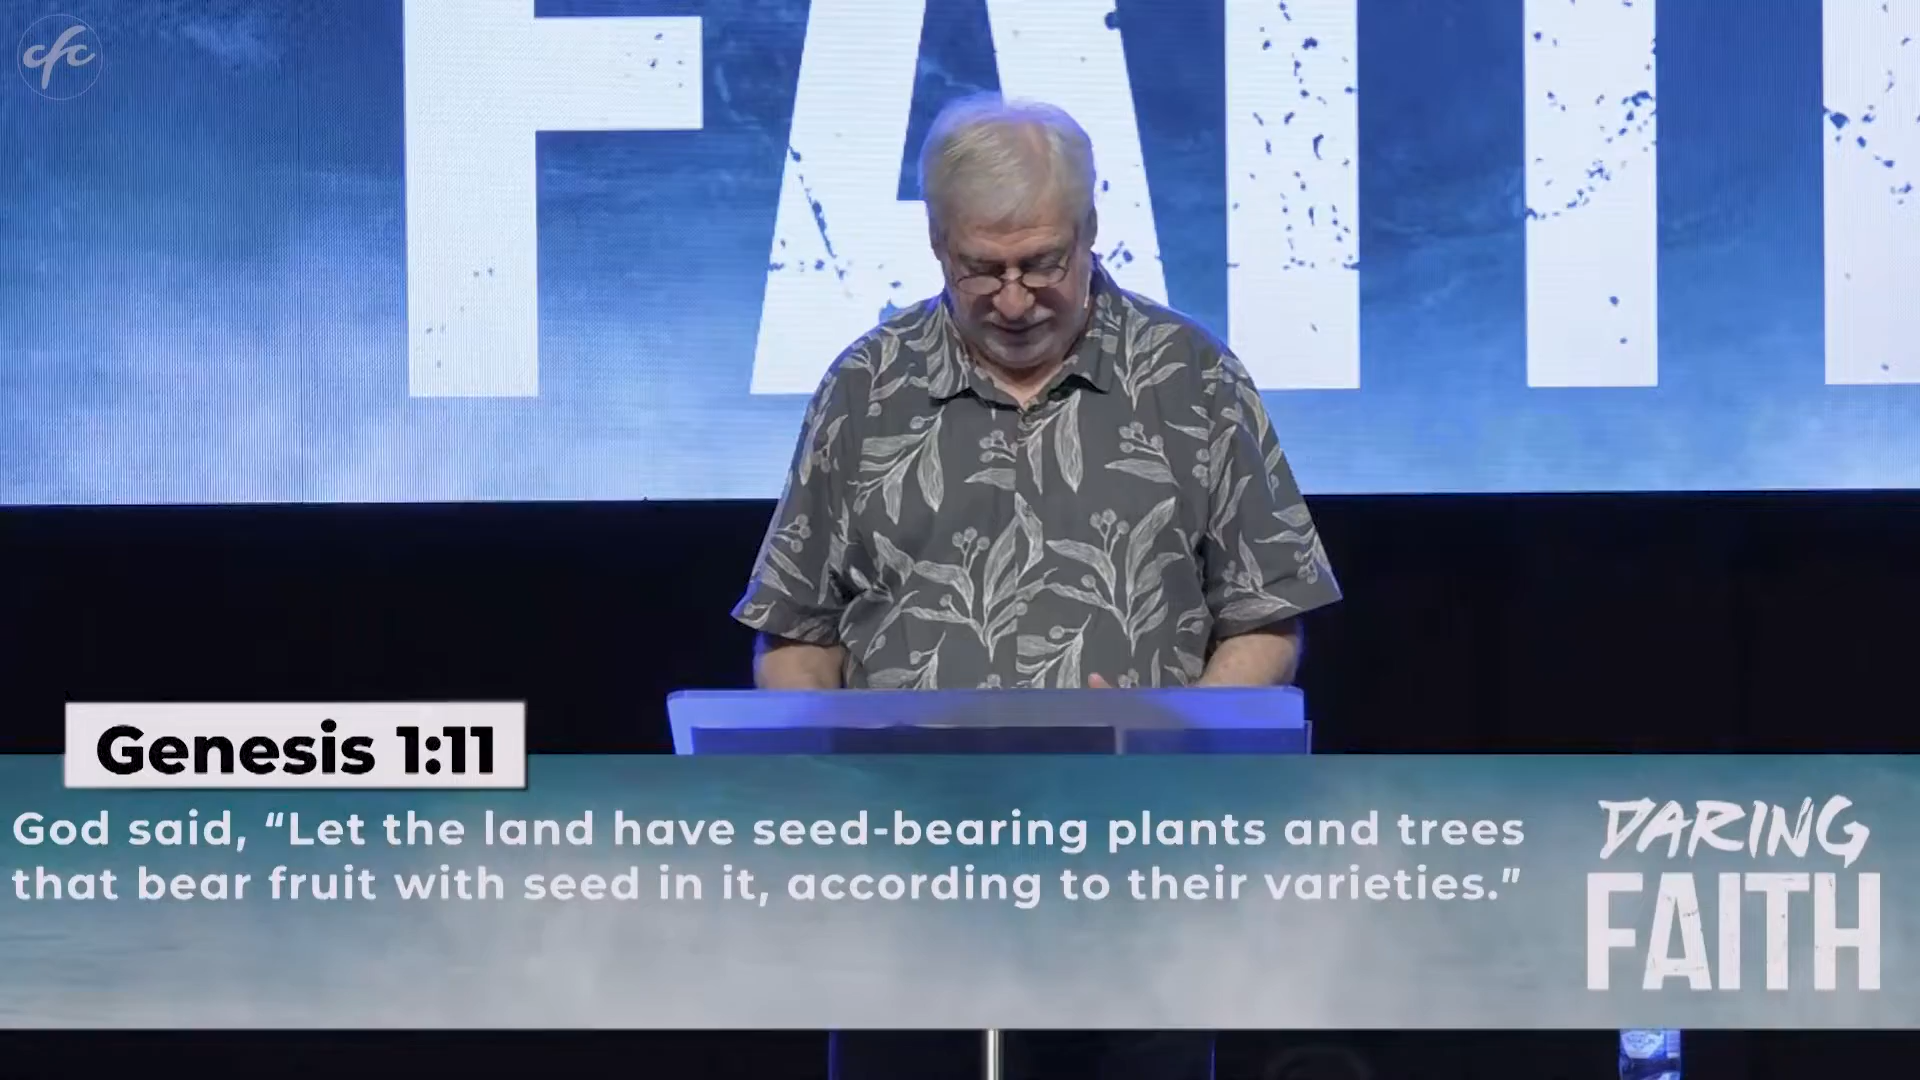 cfc
FAITH
Genesis 1:11
God said, “Let the land have seed-bearing plants and trees
that bear fruit with seed in it, according to their varieties.”
DARING
FAITH